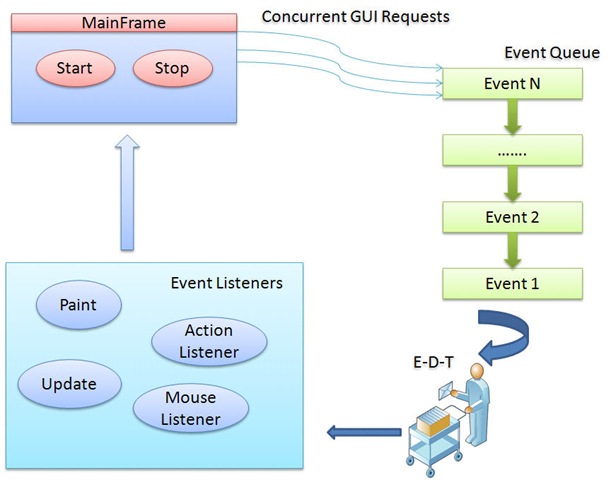 MainFrame
Start
Stop
Concurrent GUI Requests
Event Queue
Event N
…….
Event 2
Event 1
E-D-T
Event Listeners
Paint
Action
Listener
Update
Mouse
Listener